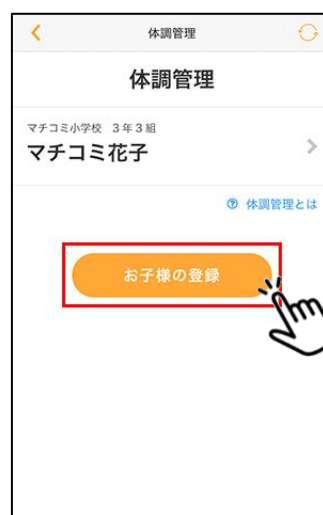 体調管理
体調管理
マチコミ小学校 3年3組
マチコミ花子
? 体調管理とは
お子様の登録